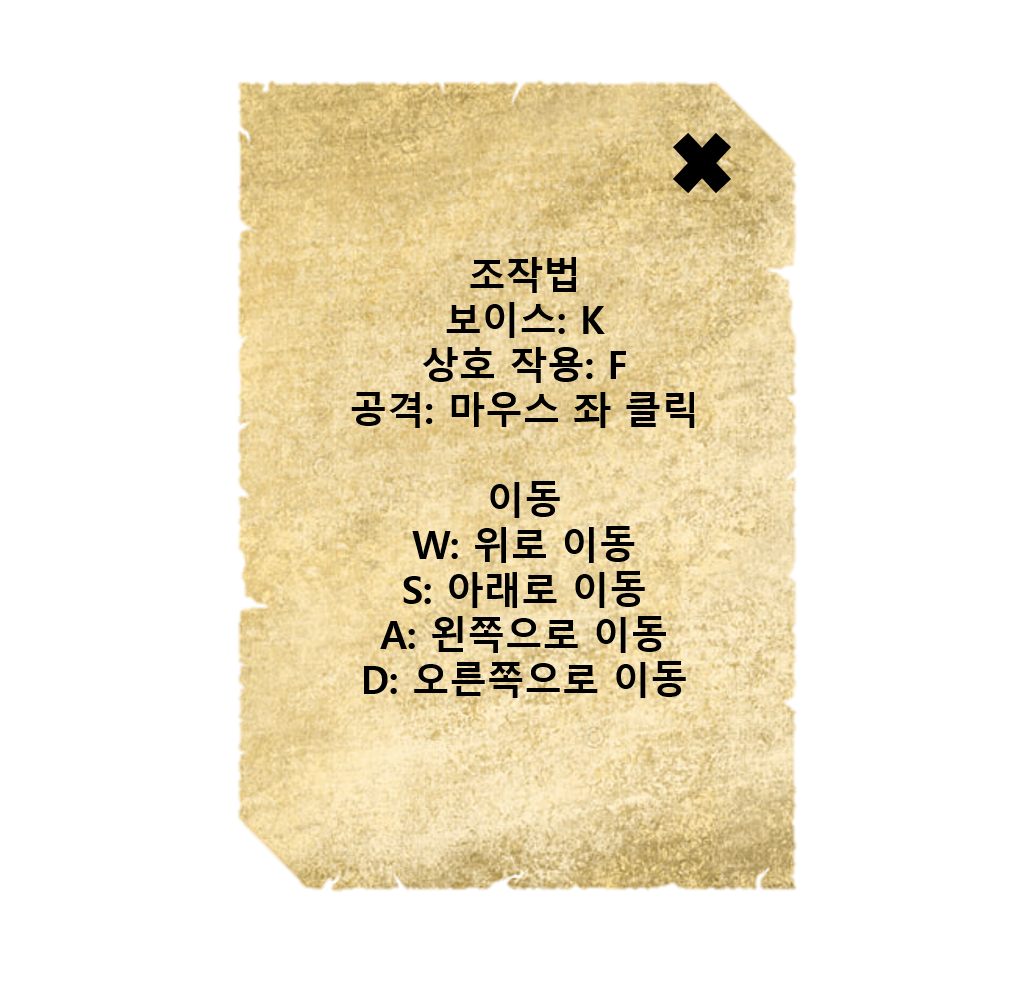 조작법
보이스: K
상호 작용: F
공격: 마우스 좌 클릭
이동
W: 위로 이동
S: 아래로 이동
A: 왼쪽으로 이동
D: 오른쪽으로 이동